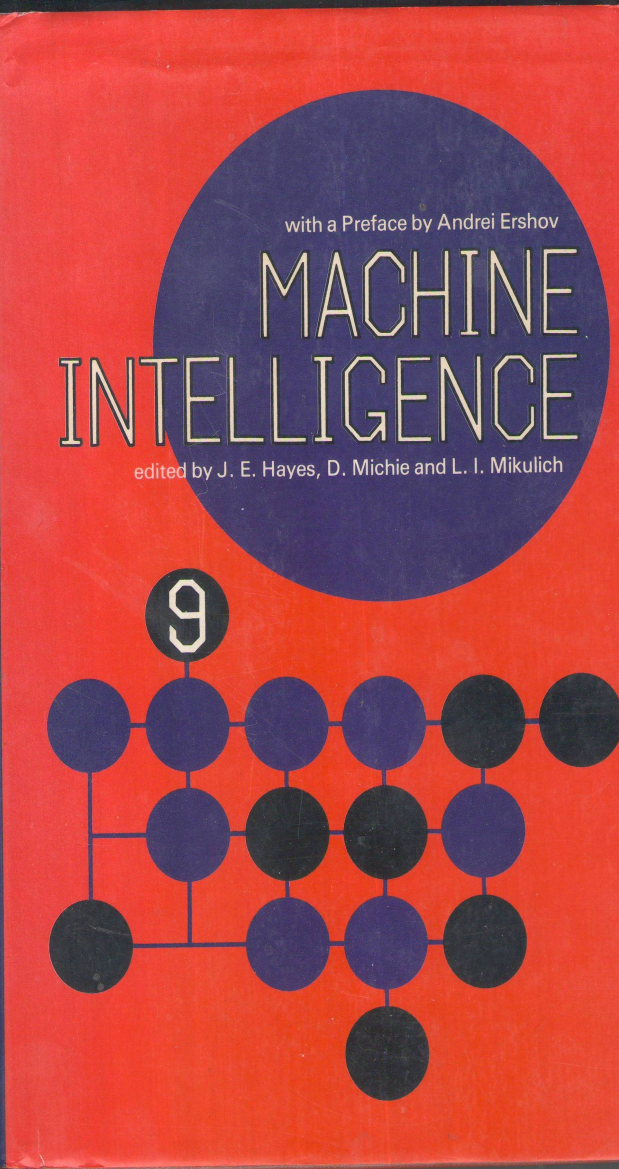 with a Preface by Andrei Ershov
MACHINE
INTELLIGENCE
edited by J. E. Hayes, D. Michie and L. I. Mikulich
9